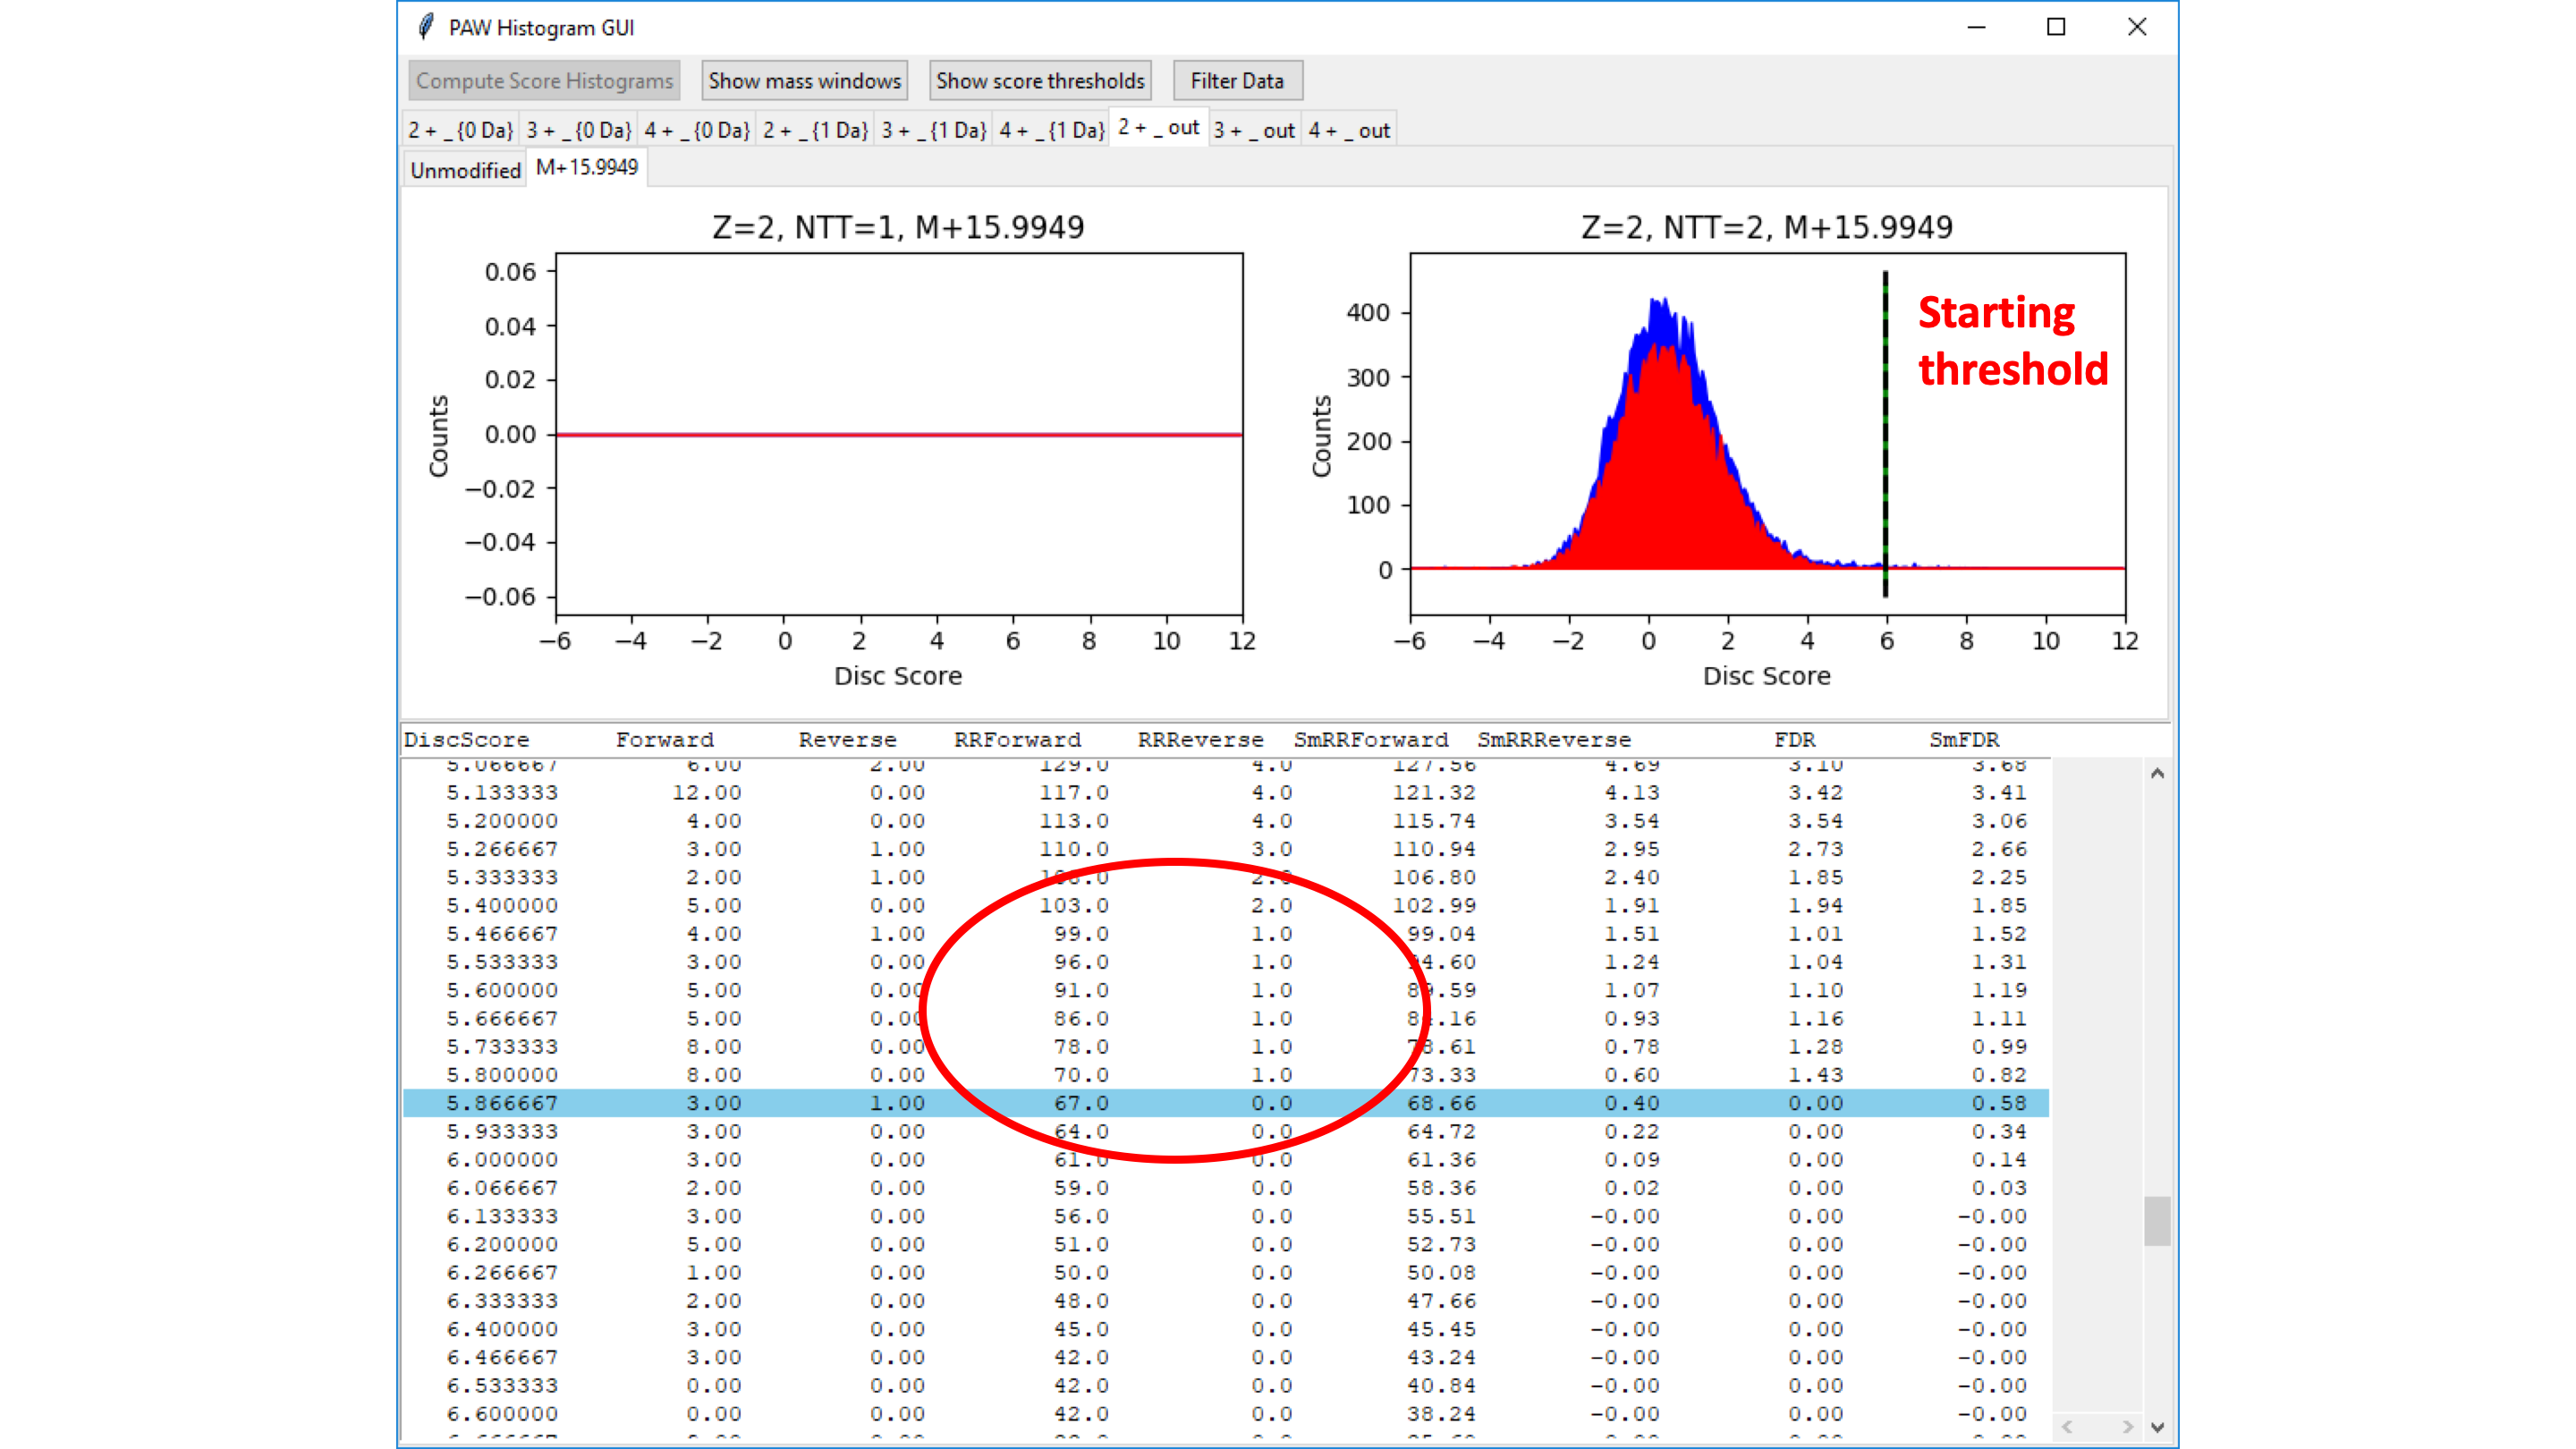 PAW Histogram GUI
Compute Score Histograms Show mass windows Show score thresholds Filter Data
2 + _ {0 Da} 3 + _ {0 Da} 4 + _ {0 Da} 2 + _ {1 Da} 3 + _ {1 Da} 4 + _ {1 Da} 2 + _ out 3 + _ out 4 + _ out
Unmodified M+15.9949
Z=2, NTT=1, M+15.9949
0.06
0.04
0.02
0.00
−0.02
−0.04
−0.06
Counts
−6 −4 −2 0 2 4 6 8 10 12
Disc Score
Z=2, NTT=2, M+15.9949
400
300
200
100
0
Counts
Starting
threshold
−6 −4 −2 0 2 4 6 8 10 12
Disc Score
DiscScore Forward Reverse RRForward RRReverse SmRRForward SmRRReverse FDR SmFDR
5.066667 6.00 2.00 129.0 4.0 127.56 4.69 3.10 3.68
5.133333 12.00 0.00 117.0 4.0 121.32 4.13 3.42 3.41
5.200000 4.00 0.00 113.0 4.0 115.74 3.54 3.54 3.06
5.266667 3.00 1.00 110.0 3.0 110.94 2.95 2.73 2.66
5.333333 2.00 1.00 108.0 2.0 106.80 2.40 1.85 2.25
5.400000 5.00 0.00 103.0 2.0 102.99 1.91 1.94 1.85
5.466667 4.00 1.00 99.0 1.0 99.04 1.51 1.01 1.52
5.533333 3.00 0.00 96.0 1.0 94.60 1.24 1.04 1.31
5.600000 5.00 0.00 91.0 1.0 89.59 1.07 1.10 1.19
5.666667 5.00 0.00 86.0 1.0 84.16 0.93 1.16 1.11
5.733333 8.00 0.00 78.0 1.0 78.61 0.78 1.28 0.99
5.800000 8.00 0.00 70.0 1.0 73.33 0.60 1.43 0.82
5.866667 3.00 1.00 67.0 0.0 68.66 0.40 0.00 0.58
5.933333 3.00 0.00 64.0 0.0 64.72 0.22 0.00 0.34
6.000000 3.00 0.00 61.0 0.0 61.36 0.09 0.00 0.14
6.066667 2.00 0.00 59.0 0.0 58.36 0.02 0.00 0.03
6.133333 3.00 0.00 56.0 0.0 55.51 −0.00 0.00 −0.00
6.200000 5.00 0.00 51.0 0.0 52.73 −0.00 0.00 −0.00
6.266667 1.00 0.00 50.0 0.0 50.08 −0.00 0.00 −0.00
6.333333 2.00 0.00 48.0 0.0 47.66 −0.00 0.00 −0.00
6.400000 3.00 0.00 45.0 0.0 45.45 −0.00 0.00 −0.00
6.466667 3.00 0.00 42.0 0.0 43.24 −0.00 0.00 −0.00
6.533333 0.00 0.00 42.0 0.0 40.84 −0.00 0.00 −0.00
6.600000 0.00 0.00 42.0 0.0 38.24 −0.00 0.00 −0.00